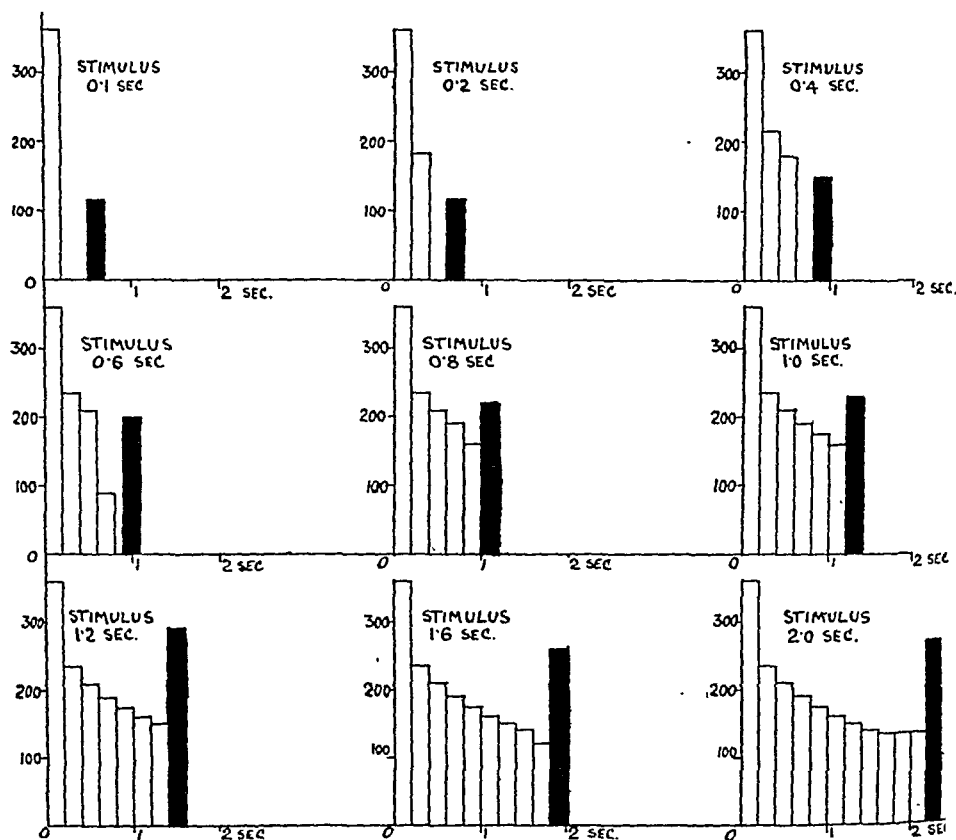 300
200
100
0
STIMULUS
0·1 SEC
1
2 SEC.
STIMULUS
0·2 SEC.
0
1
2 SEC
300
200
100
0
STIMULUS
0·4 SEC.
1
2 SEC.
300
200
100
0
STIMULUS
0·6 SEC
1
2 SEC
300
200
100
0
STIMULUS
0·8 SEC.
1
2 SEC
300
200
100
0
STIMULUS
1·0 SEC.
1
2 SEC
300
200
100
0
STIMULUS
1·2 SEC.
1
2 SEC
300
200
100
0
STIMULUS
1·6 SEC.
1
2 SEC
300
200
100
0
STIMULUS
2·0 SEC.
1
2 SEC